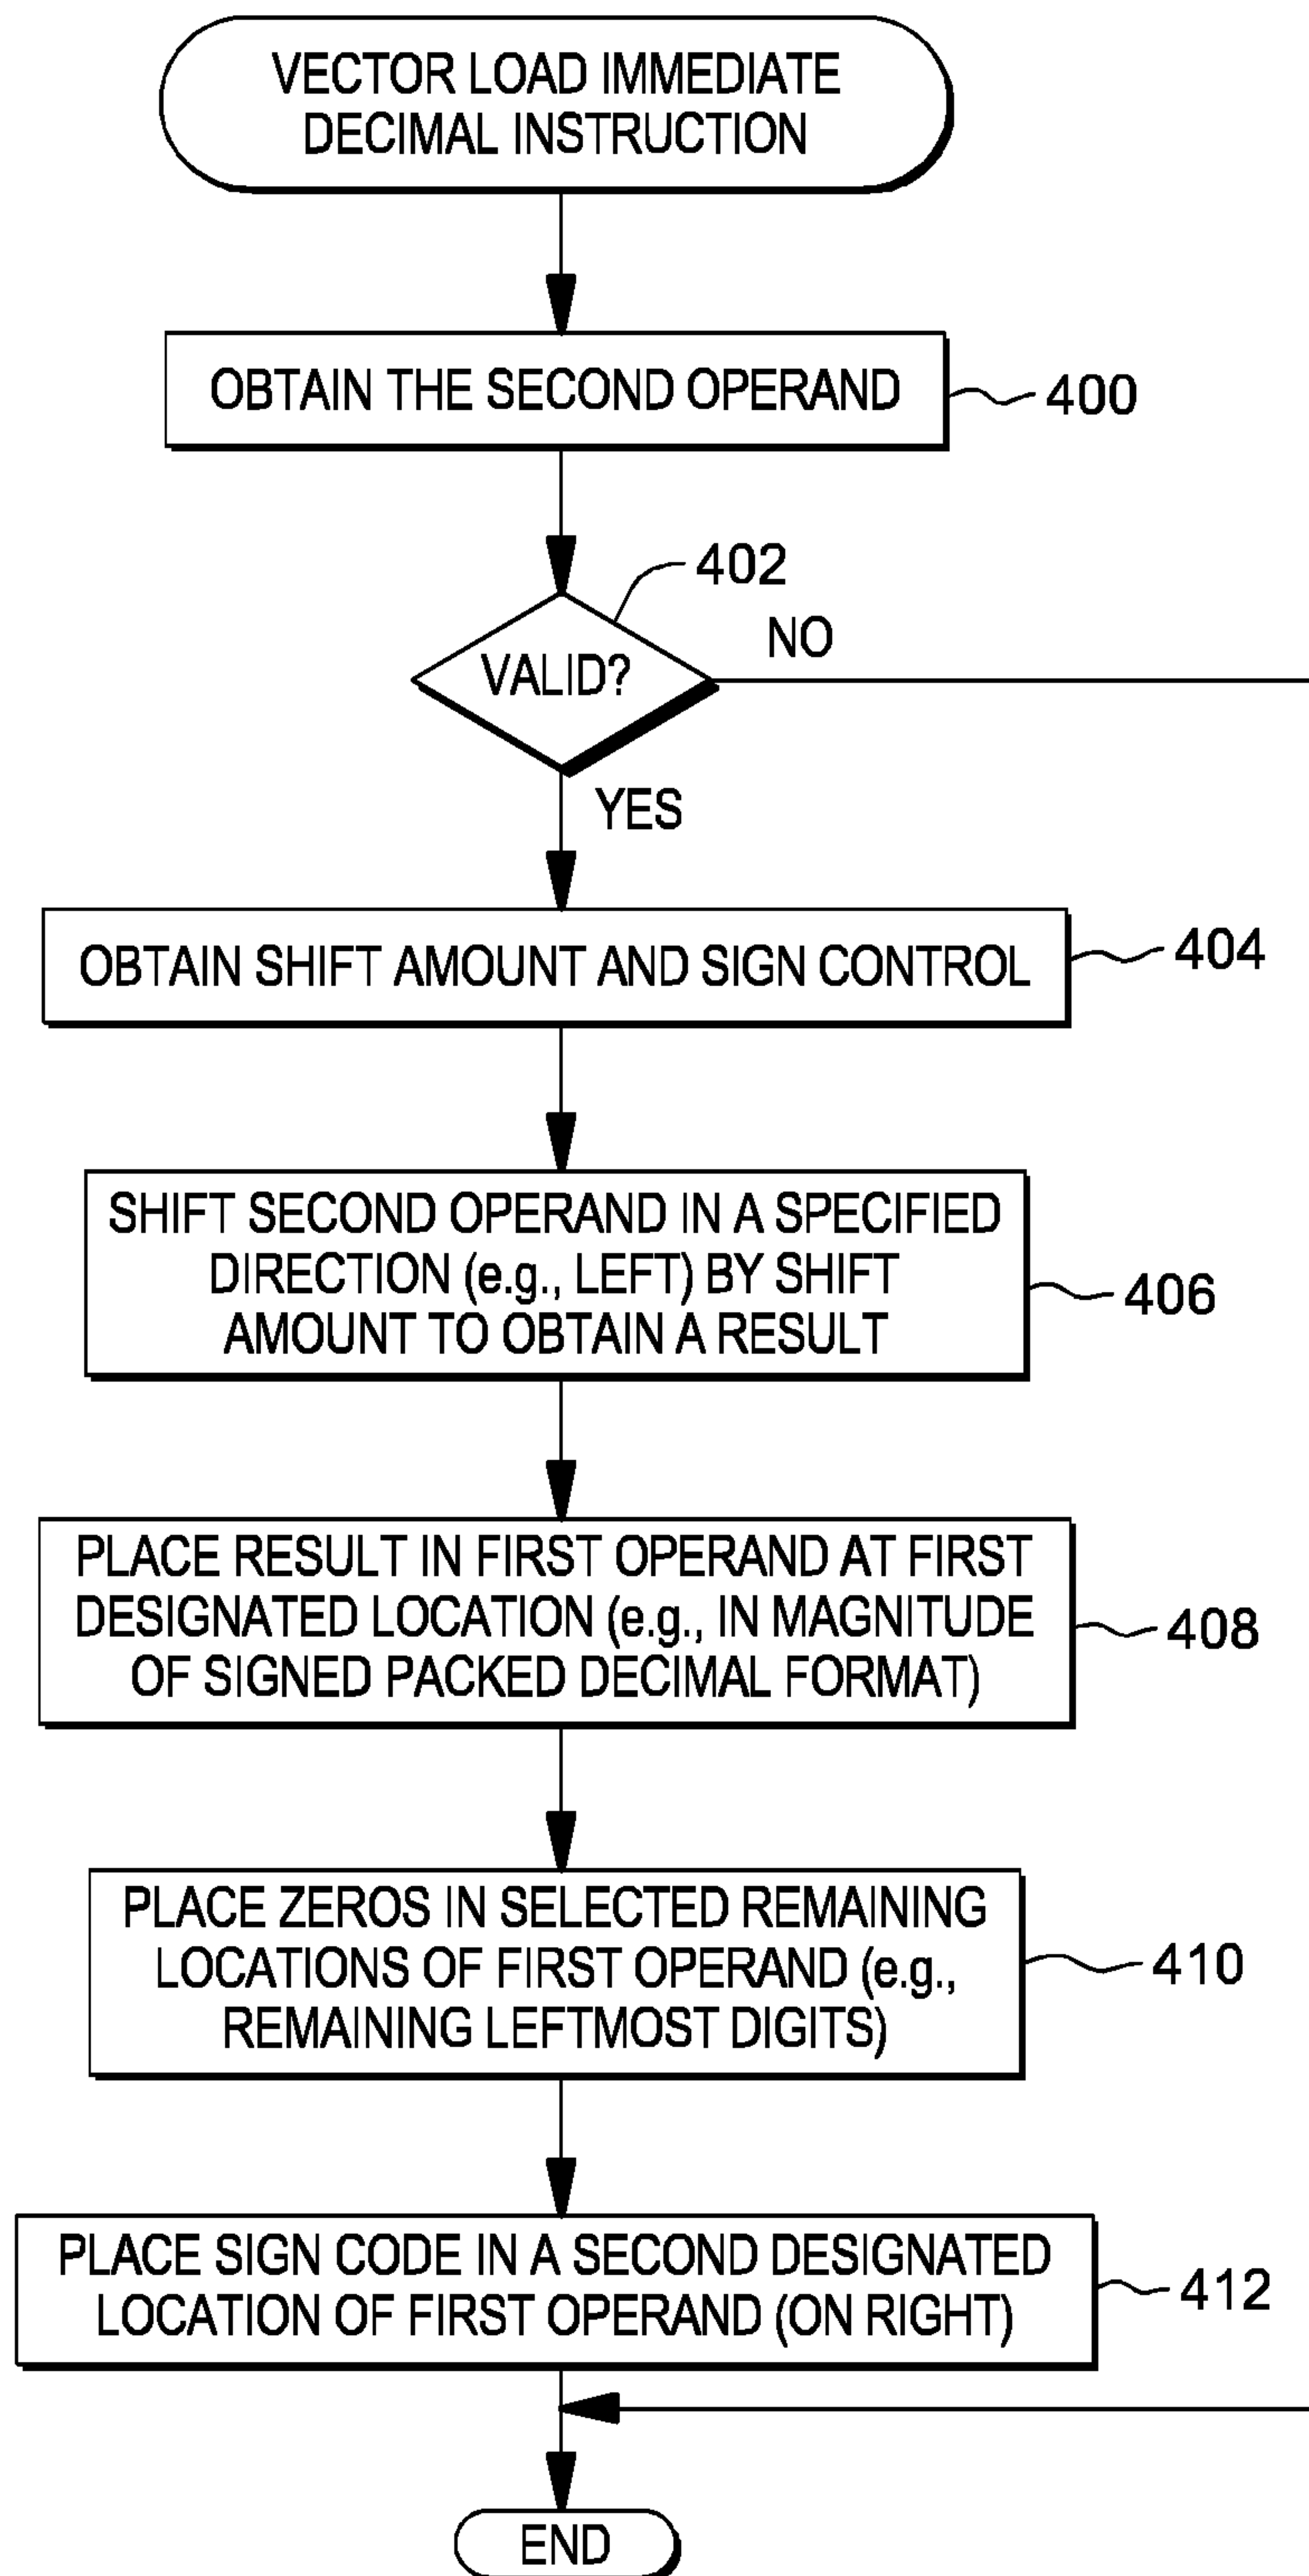 VECTOR LOAD IMMEDIATE
DECIMAL INSTRUCTION
OBTAIN THE SECOND OPERAND
400
402
VALID?
NO
YES
OBTAIN SHIFT AMOUNT AND SIGN CONTROL
404
SHIFT SECOND OPERAND IN A SPECIFIED
DIRECTION (e.g., LEFT) BY SHIFT
AMOUNT TO OBTAIN A RESULT
406
PLACE RESULT IN FIRST OPERAND AT FIRST
DESIGNATED LOCATION (e.g., IN MAGNITUDE
OF SIGNED PACKED DECIMAL FORMAT)
408
PLACE ZEROS IN SELECTED REMAINING
LOCATIONS OF FIRST OPERAND (e.g.,
REMAINING LEFTMOST DIGITS)
410
PLACE SIGN CODE IN A SECOND DESIGNATED
LOCATION OF FIRST OPERAND (ON RIGHT)
412
END